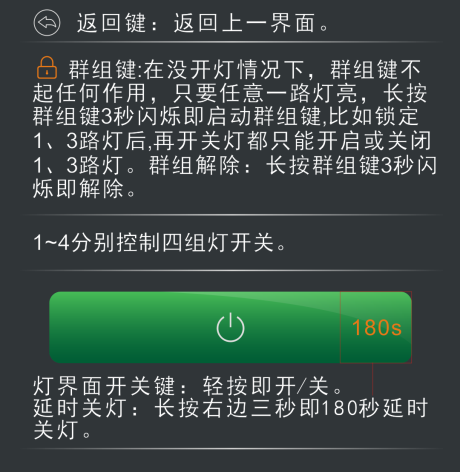 返回键：返回上一界面。
群组键:在没开灯情况下，群组键不
起任何作用，只要任意一路灯亮，长按
群组键3秒闪烁即启动群组键,比如锁定
1、3路灯后,再开关灯都只能开启或关闭
1、3路灯。群组解除：长按群组键3秒闪
烁即解除。
1~4分别控制四组灯开关。
180s
灯界面开关键：轻按即开/关。
延时关灯：长按右边三秒即180秒延时
关灯。